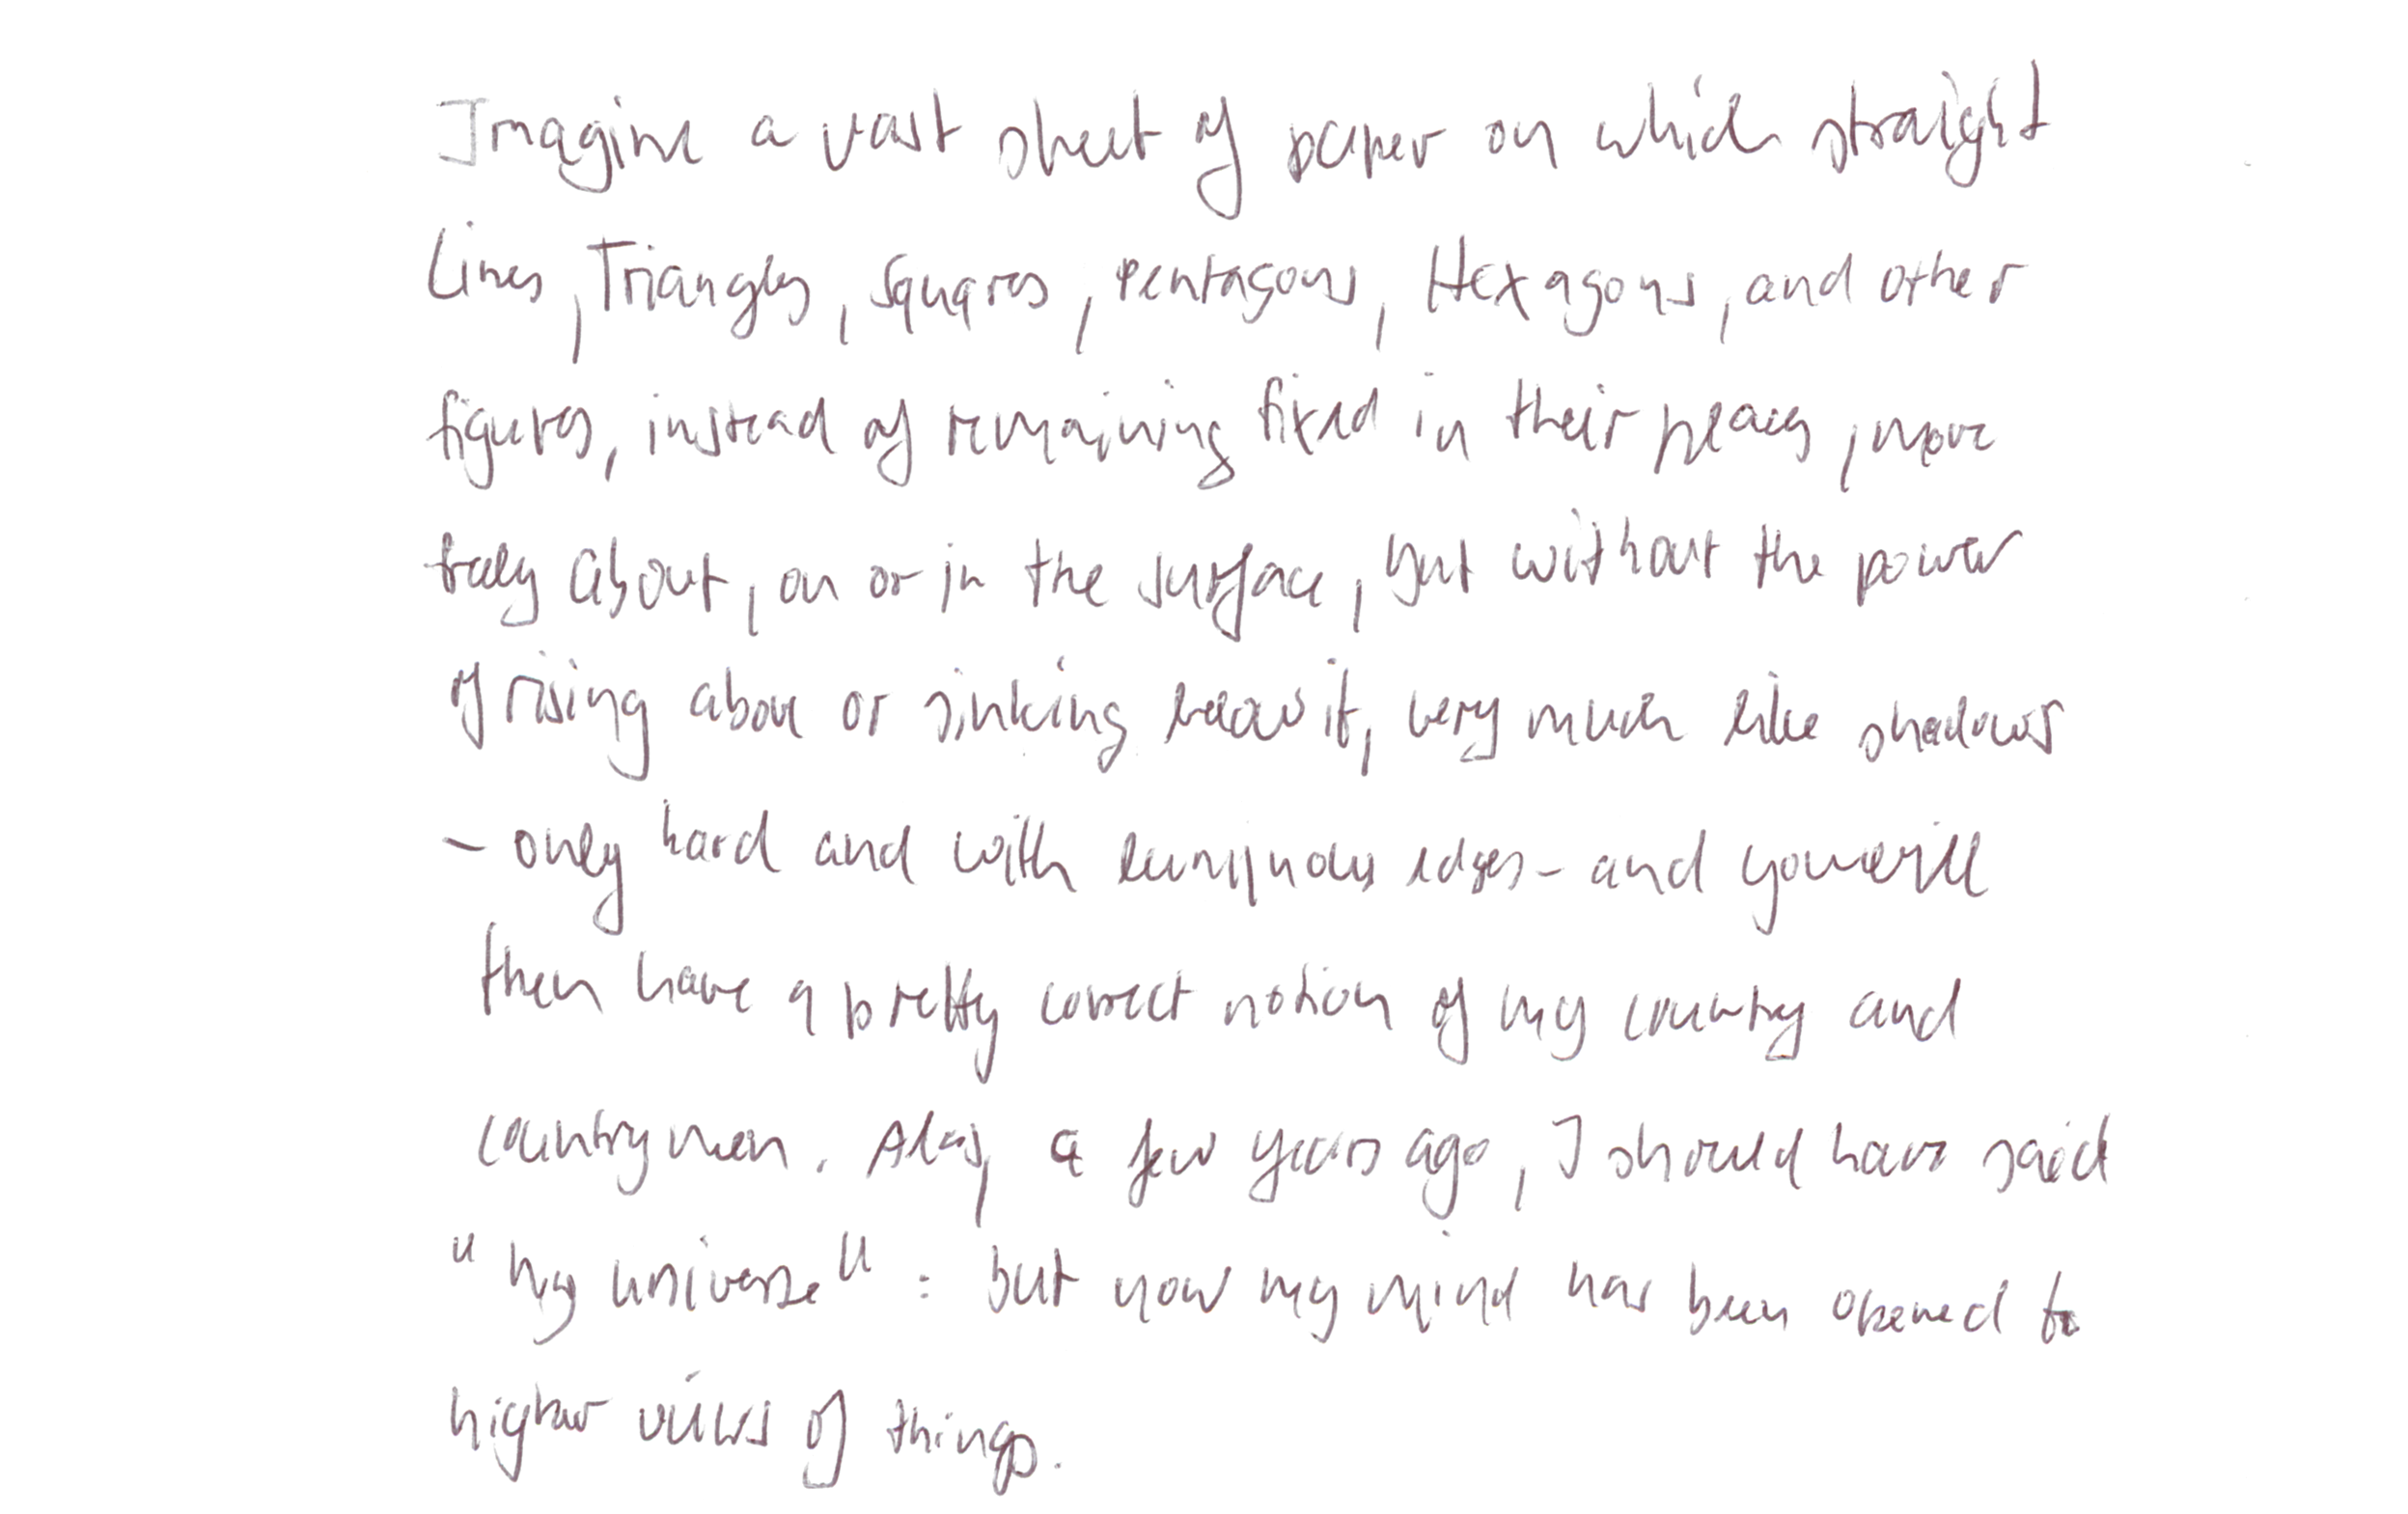 Imagine a vast sheet of paper on which straight
Lines, Triangles, Squares, Pentagons, Hexagons, and other
figures, instead of remaining fixed in their places, move
freely about, on or in the surface, but without the power
of rising above or sinking below it, very much like shadows
- only hard and with luminous edges - and you will
then have a pretty correct notion of my country and
countrymen. Alas, a few years ago, I should have said
"my universe": but now my mind has been opened to
higher views of things.